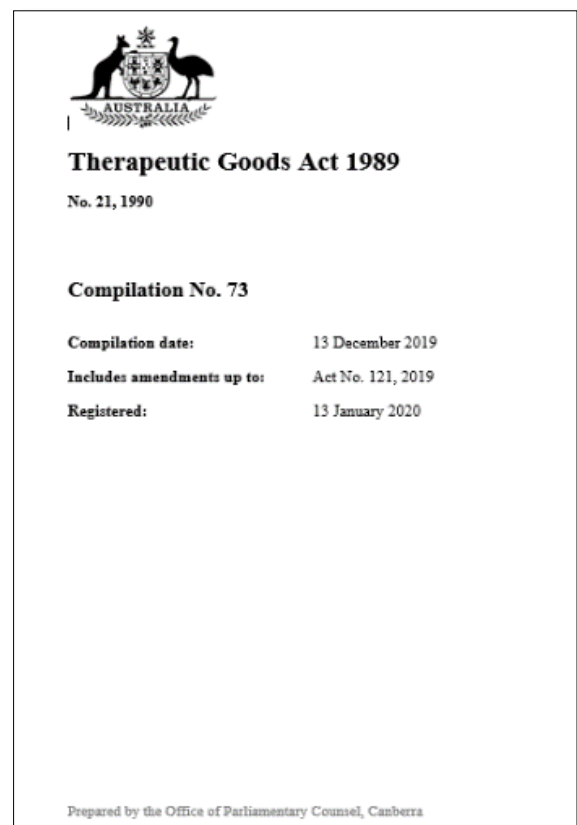 AUSTRALIA
Therapeutic Goods Act 1989
No. 21, 1990
Compilation No. 73
Compilation date: 13 December 2019
Includes amendments up to: Act No. 121, 2019
Registered: 13 January 2020
Prepared by the Office of Parliamentary Counsel, Canberra